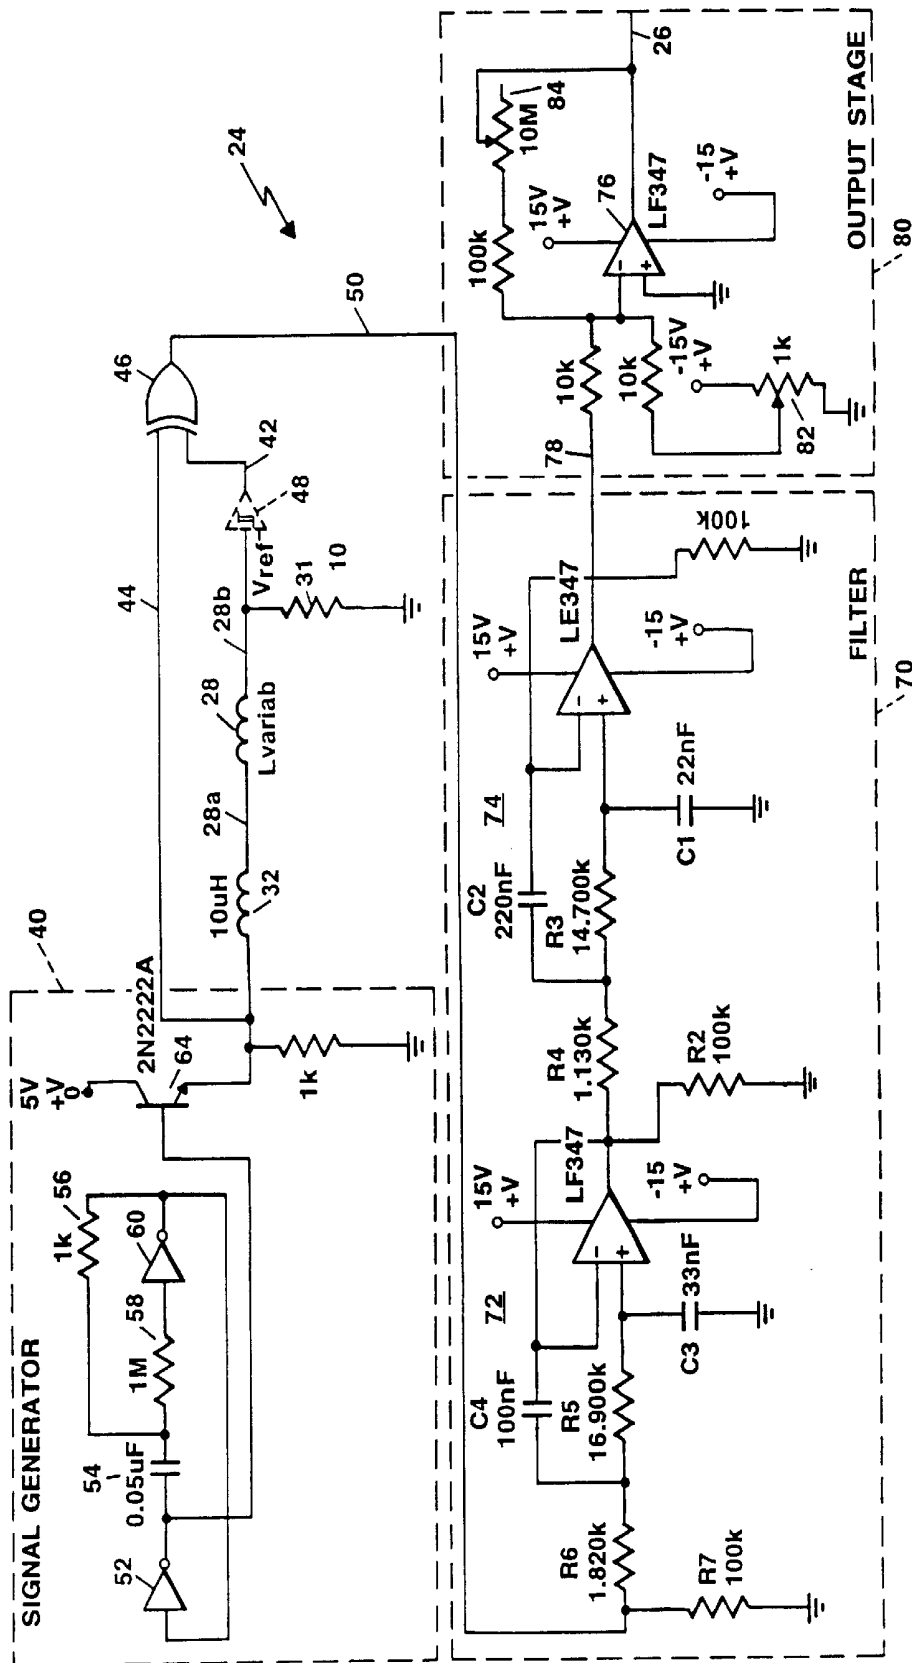 SIGNAL GENERATOR
40
52
54
0.05uF
1M
58
60
1k
56
5V
+V
0
2N2222A
64
1k
10uH
32
28a
28
Lvariab
28b
31
10
Vref
48
42
44
46
50
24
FILTER
70
R7
100k
R6
1.820k
C4
100nF
R5
16.900k
72
C3
33nF
15V
+V
LF347
-15
+V
R2
100k
R4
1.130k
C2
220nF
R3
14.700k
74
C1
22nF
15V
+V
LE347
-15
+V
100k
OUTPUT STAGE
80
78
10k
10k
-15V
+V
1k
82
100k
10M
84
15V
+V
76
LF347
-15
+V
26
-
+
-
+
-
+